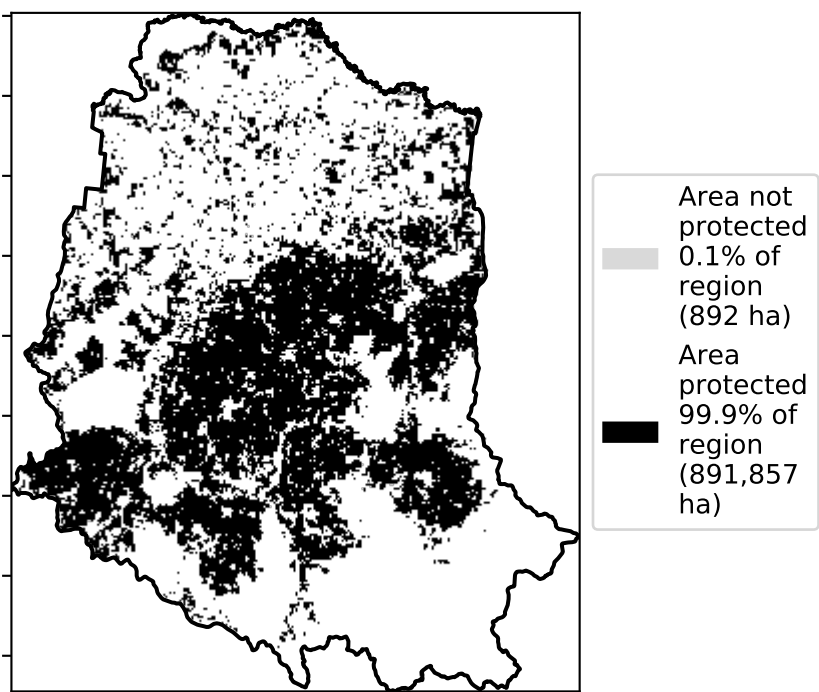 Area not
protected
0.1% of
region
(892 ha)
Area
protected
99.9% of
region
(891,857
ha)